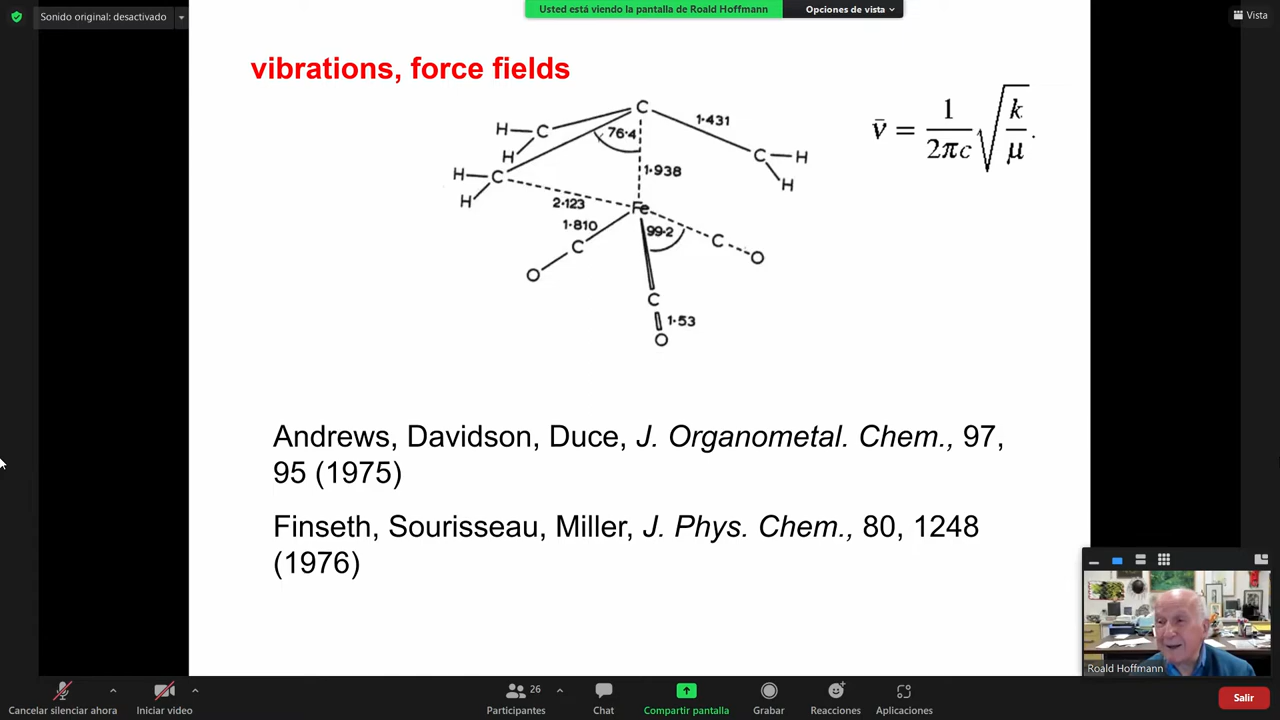 Sonido original: desactivado
Usted está viendo la pantalla de Roald Hoffmann
Opciones de vista
Vista
vibrations, force fields
C
1·431
ν̄ = 1/2πc √k/μ.
H C
76·4
H
C H
H
H C
1·938
H
2·123
Fe
1·810
99·2
C
C
O
O
C
1·53
O
Andrews, Davidson, Duce, J. Organometal. Chem., 97,
95 (1975)
Finseth, Sourisseau, Miller, J. Phys. Chem., 80, 1248
(1976)
Roald Hoffmann
26
Cancelar silenciar ahora
Iniciar video
Participantes
Chat
Compartir pantalla
Grabar
Reacciones
Aplicaciones
Salir